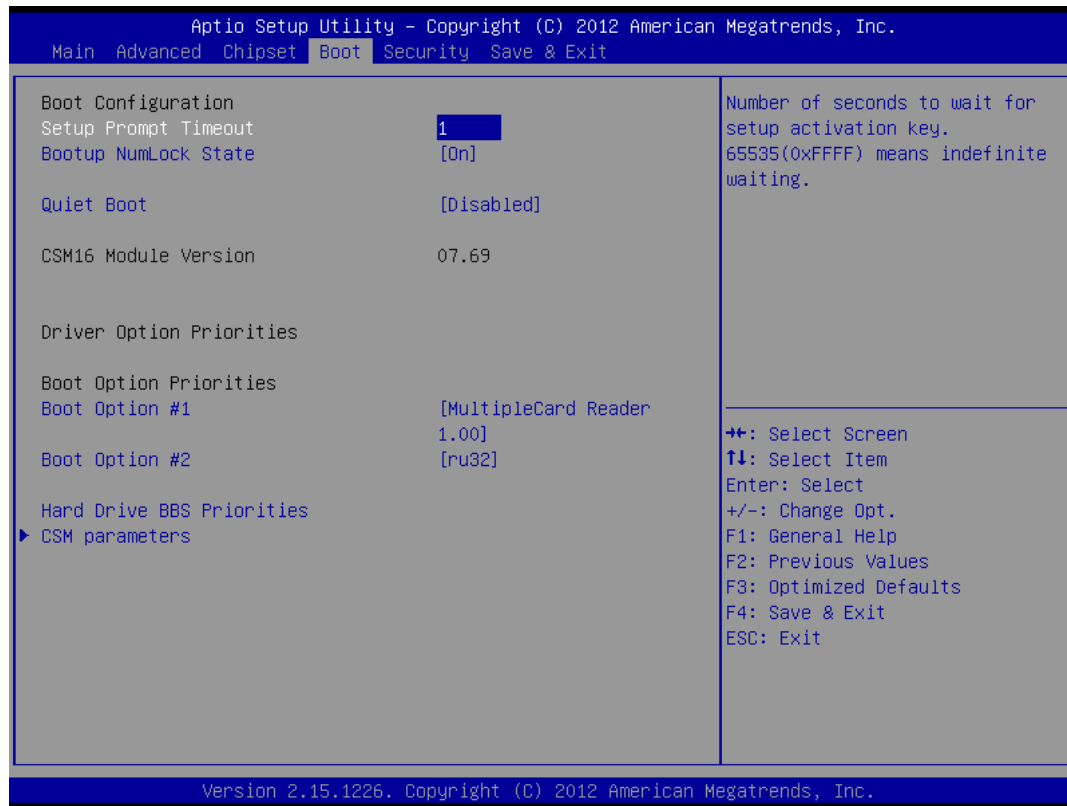 Aptio Setup Utility – Copyright (C) 2012 American Megatrends, Inc.
Main Advanced Chipset Boot Security Save & Exit
Boot Configuration
Setup Prompt Timeout 1
Bootup NumLock State [On]
Quiet Boot [Disabled]
CSM16 Module Version 07.69
Driver Option Priorities
Boot Option Priorities
Boot Option #1 [MultipleCard Reader
1.00]
Boot Option #2 [ru32]
Hard Drive BBS Priorities
▶ CSM parameters
Number of seconds to wait for
setup activation key.
65535(0xFFFF) means indefinite
waiting.
→←: Select Screen
↑↓: Select Item
Enter: Select
+/-: Change Opt.
F1: General Help
F2: Previous Values
F3: Optimized Defaults
F4: Save & Exit
ESC: Exit
Version 2.15.1226. Copyright (C) 2012 American Megatrends, Inc.